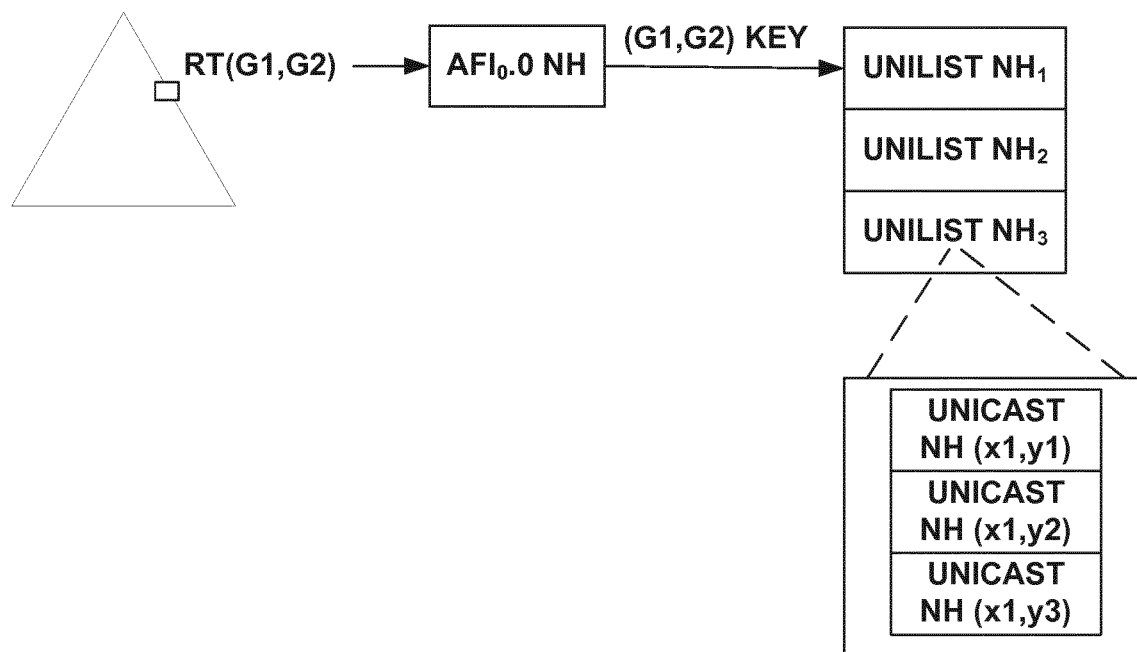 RT(G1,G2)
AFI₀.0 NH
(G1,G2) KEY
UNILIST NH₁
UNILIST NH₂
UNILIST NH₃
UNICAST
NH (x1,y1)
UNICAST
NH (x1,y2)
UNICAST
NH (x1,y3)